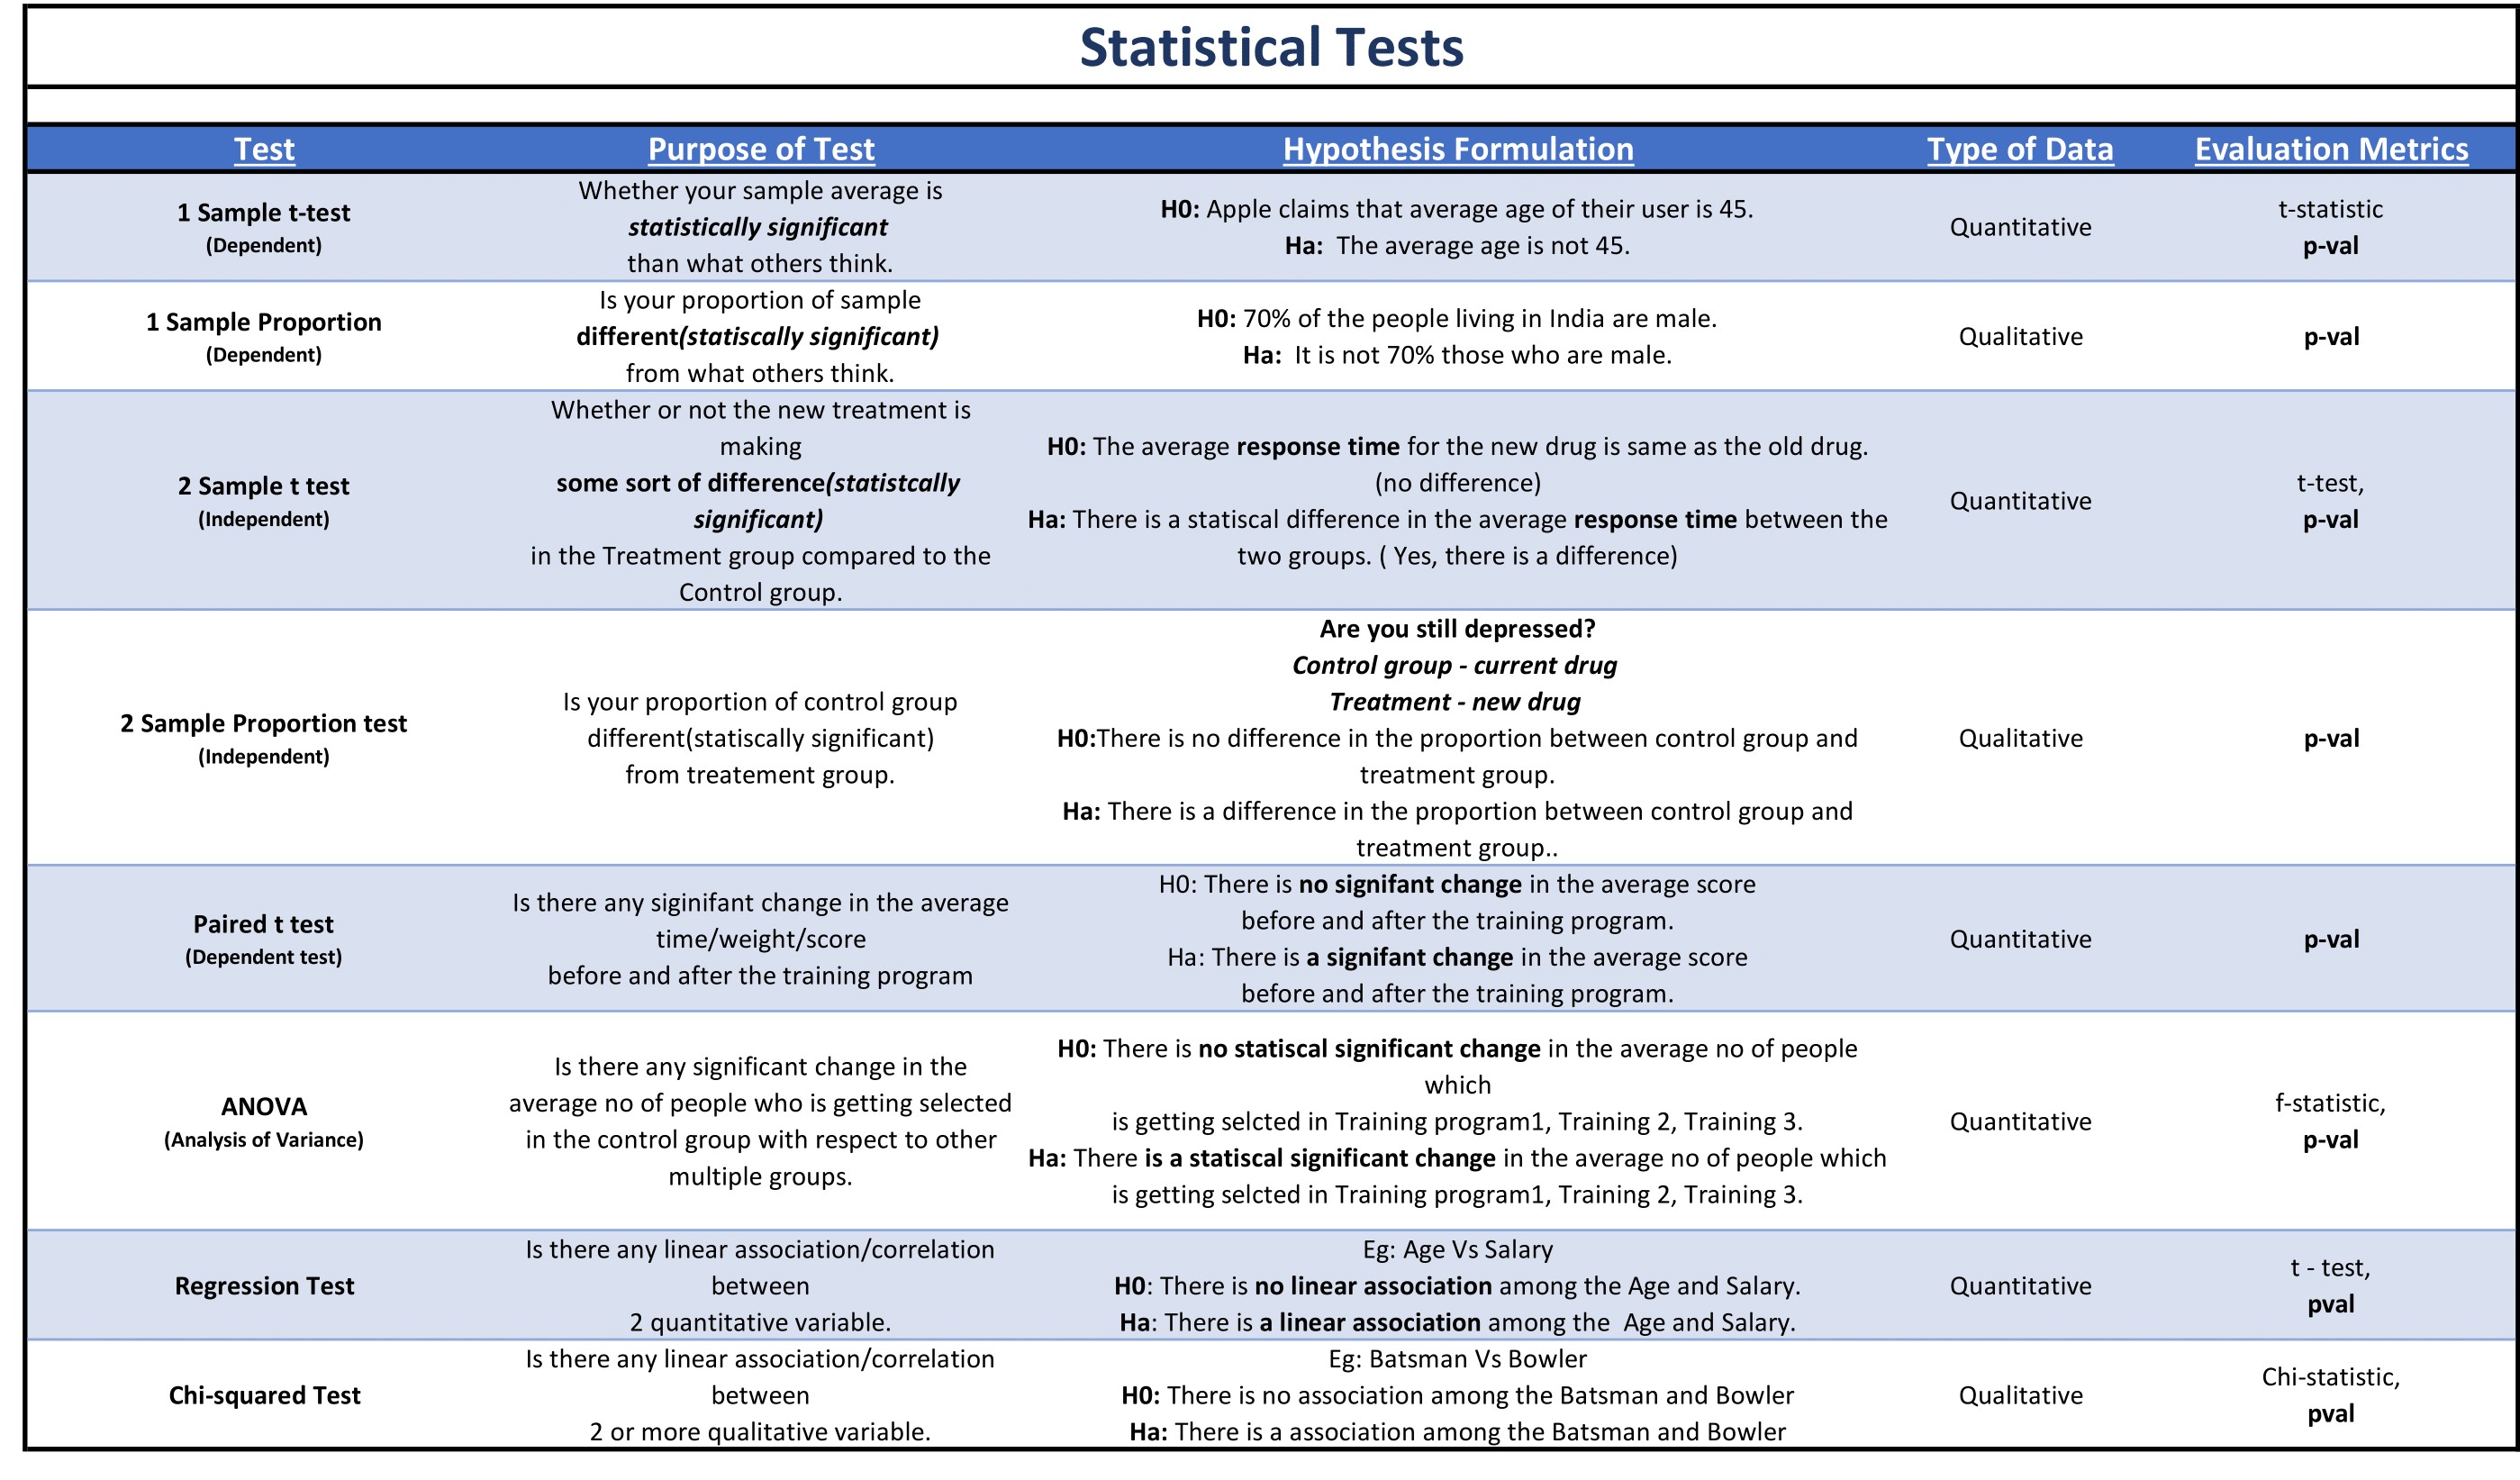 Statistical Tests
Test Purpose of Test Hypothesis Formulation Type of Data Evaluation Metrics
1 Sample t-test
(Dependent)
Whether your sample average is
statistically significant
than what others think.
H0: Apple claims that average age of their user is 45.
Ha:  The average age is not 45.
Quantitative
t-statistic
p-val
1 Sample Proportion
(Dependent)
Is your proportion of sample
different(statiscally significant)
from what others think.
H0: 70% of the people living in India are male.
Ha:  It is not 70% those who are male.
Qualitative
p-val
2 Sample t test
(Independent)
Whether or not the new treatment is
making
some sort of difference(statistcally
significant)
in the Treatment group compared to the
Control group.
H0: The average response time for the new drug is same as the old drug.
(no difference)
Ha: There is a statiscal difference in the average response time between the
two groups. ( Yes, there is a difference)
Quantitative
t-test,
p-val
2 Sample Proportion test
(Independent)
Is your proportion of control group
different(statiscally significant)
from treatement group.
Are you still depressed?
Control group - current drug
Treatment - new drug
H0:There is no difference in the proportion between control group and
treatment group.
Ha: There is a difference in the proportion between control group and
treatment group..
Qualitative
p-val
Paired t test
(Dependent test)
Is there any siginifant change in the average
time/weight/score
before and after the training program
H0: There is no signifant change in the average score
before and after the training program.
Ha: There is a signifant change in the average score
before and after the training program.
Quantitative
p-val
ANOVA
(Analysis of Variance)
Is there any significant change in the
average no of people who is getting selected
in the control group with respect to other
multiple groups.
H0: There is no statiscal significant change in the average no of people
which
is getting selcted in Training program1, Training 2, Training 3.
Ha: There is a statiscal significant change in the average no of people which
is getting selcted in Training program1, Training 2, Training 3.
Quantitative
f-statistic,
p-val
Regression Test
Is there any linear association/correlation
between
2 quantitative variable.
Eg: Age Vs Salary
H0: There is no linear association among the Age and Salary.
Ha: There is a linear association among the  Age and Salary.
Quantitative
t - test,
pval
Chi-squared Test
Is there any linear association/correlation
between
2 or more qualitative variable.
Eg: Batsman Vs Bowler
H0: There is no association among the Batsman and Bowler
Ha: There is a association among the Batsman and Bowler
Qualitative
Chi-statistic,
pval